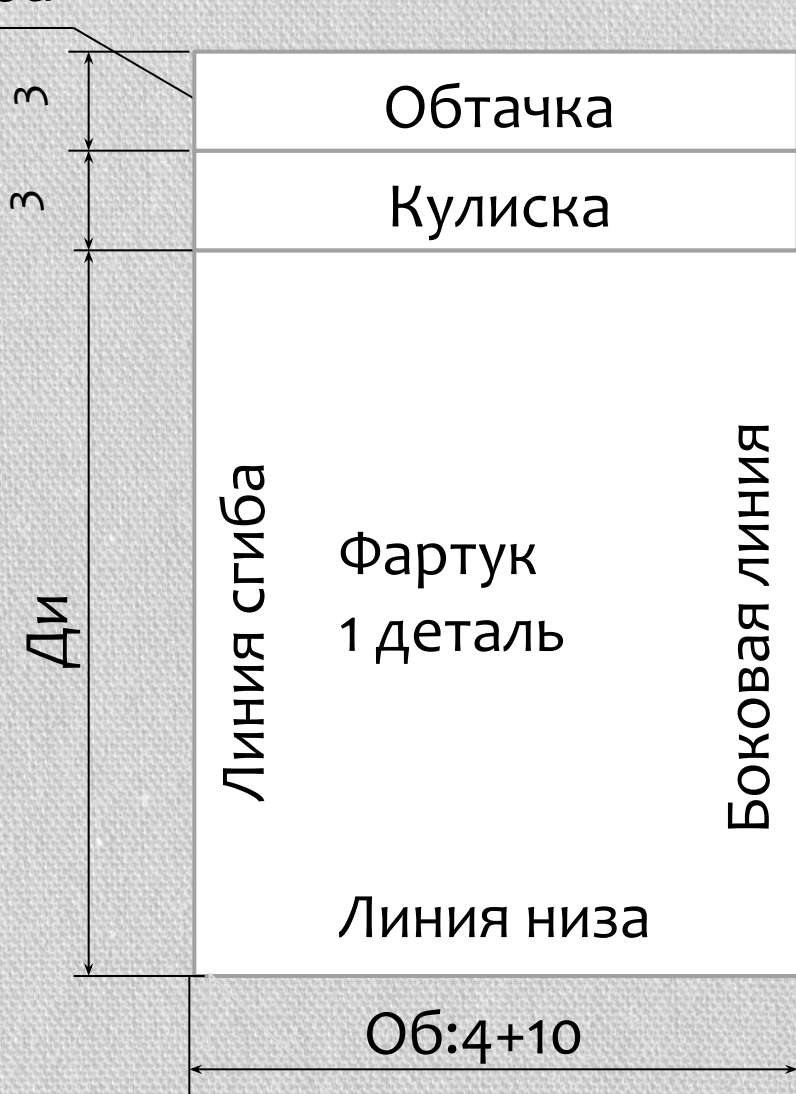 3
Обтачка
3
Кулиска
Ди
Линия сгиба
Фартук
1 деталь
Боковая линия
Линия низа
Об:4+10